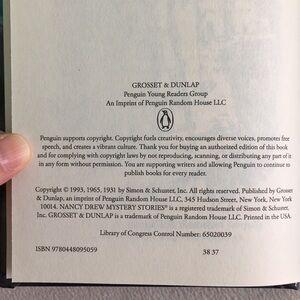 GROSSET & DUNLAP
Penguin Young Readers Group
An Imprint of Penguin Random House LLC
Penguin supports copyright. Copyright fuels creativity, encourages diverse voices, promotes free
speech, and creates a vibrant culture. Thank you for buying an authorized edition of this book
and for complying with copyright laws by not reproducing, scanning, or distributing any part of it
in any form without permission. You are supporting writers and allowing Penguin to continue to
publish books for every reader.
Copyright © 1993, 1965, 1931 by Simon & Schuster, Inc. All rights reserved. Published by Grosset
& Dunlap, an imprint of Penguin Random House LLC, 345 Hudson Street, New York, New York
10014. NANCY DREW MYSTERY STORIES® is a registered trademark of Simon & Schuster,
Inc. GROSSET & DUNLAP is a trademark of Penguin Random House LLC. Printed in the USA.
Library of Congress Control Number: 65020039
ISBN 9780448095059 38 37